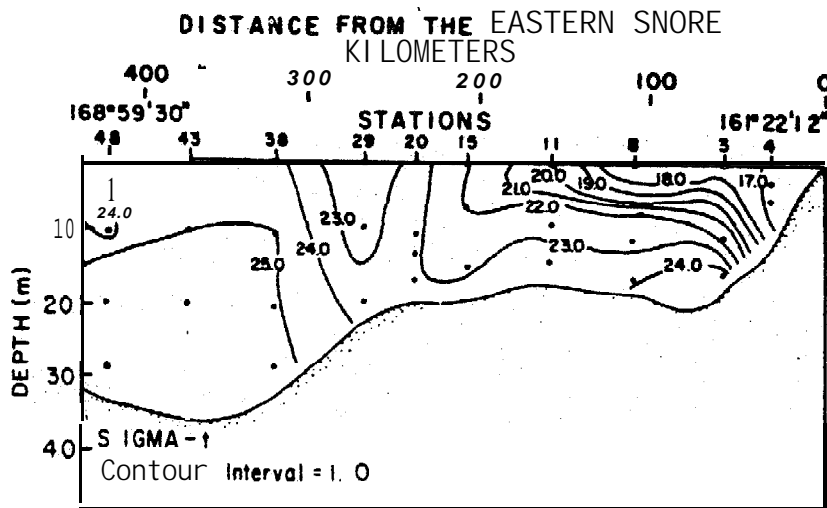 DISTANCE FROM THE EASTERN SNORE
KILOMETERS
400 300 200 100 0
168°59'30" STATIONS 161°22'12"
48 43 38 29 20 15 11 8 3 4
1
24.0
23.0
24.0
25.0
21.0
20.0
19.0
18.0
17.0
22.0
23.0
24.0
10
20
30
40
DEPTH (m)
SIGMA-t
Contour Interval = 1. 0